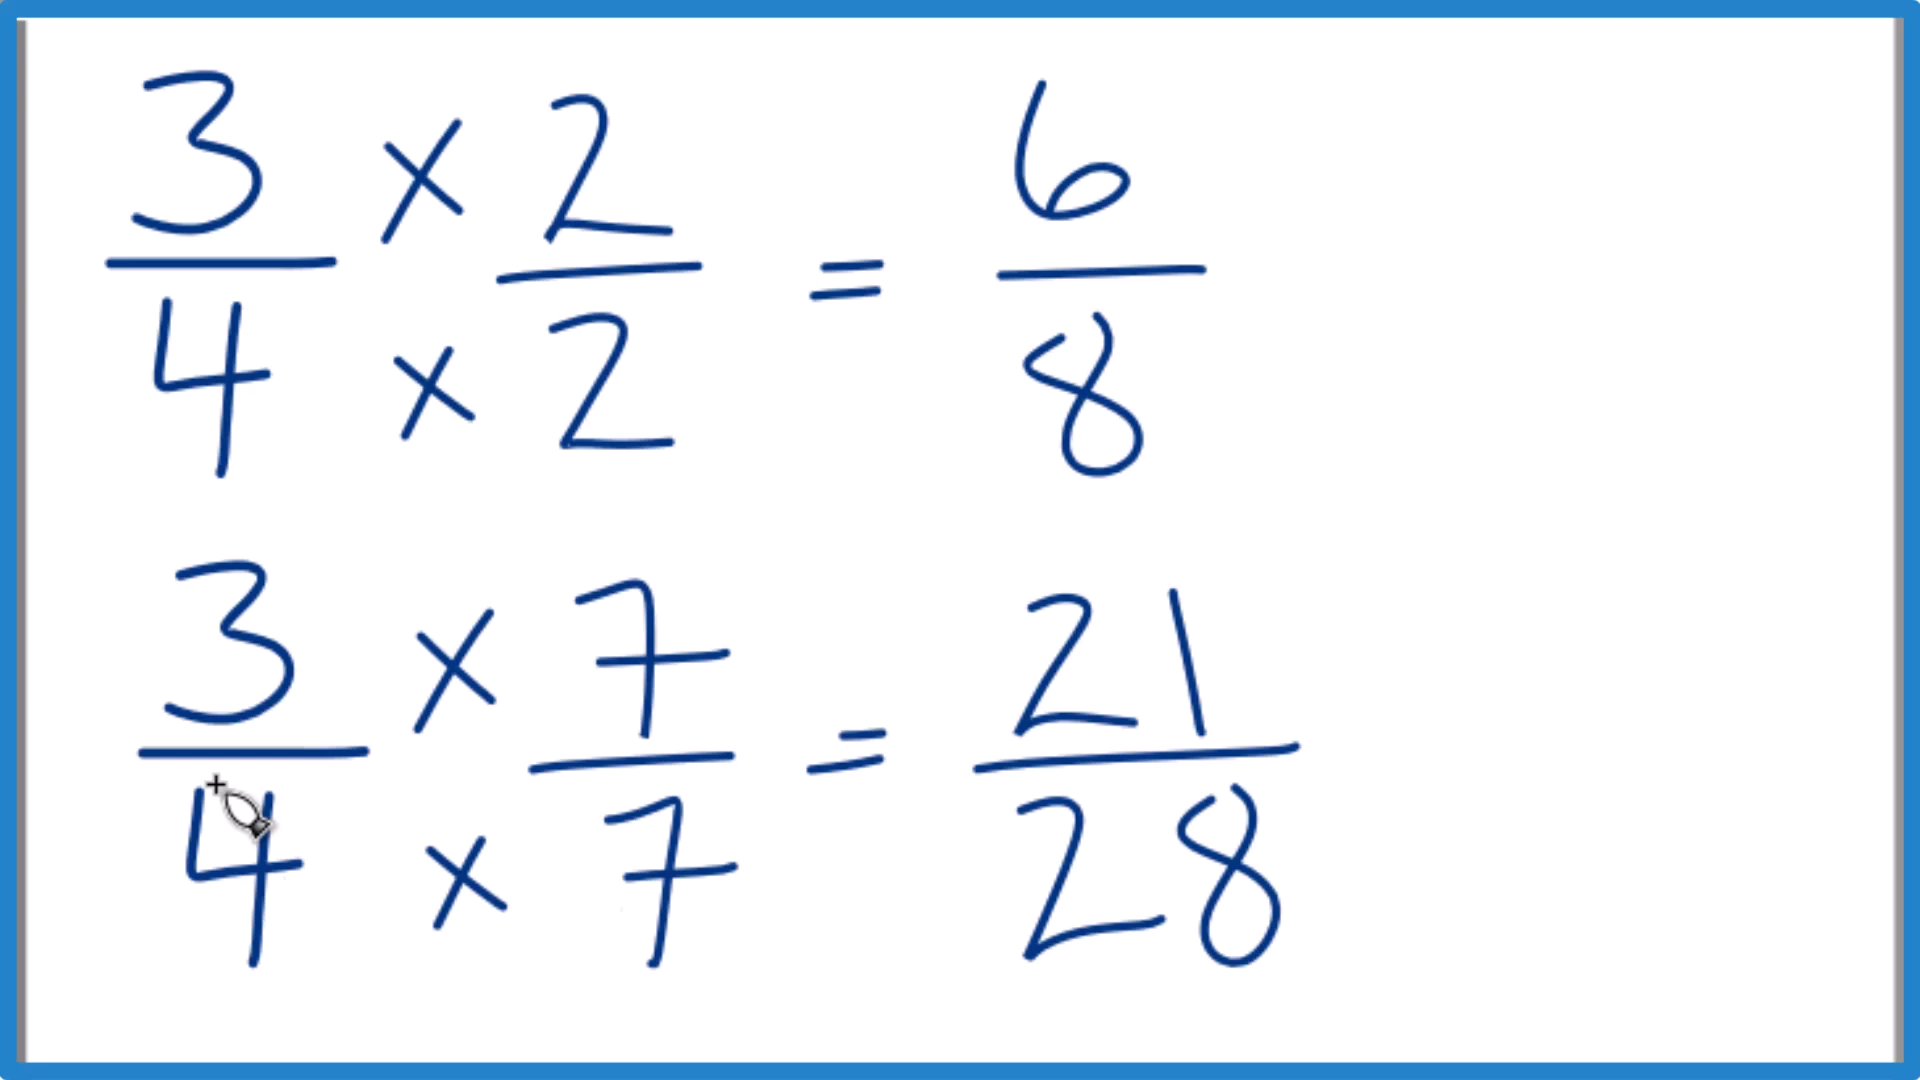 3 × 2 = 6
4 × 2 8
3 × 7 = 21
4 × 7 28